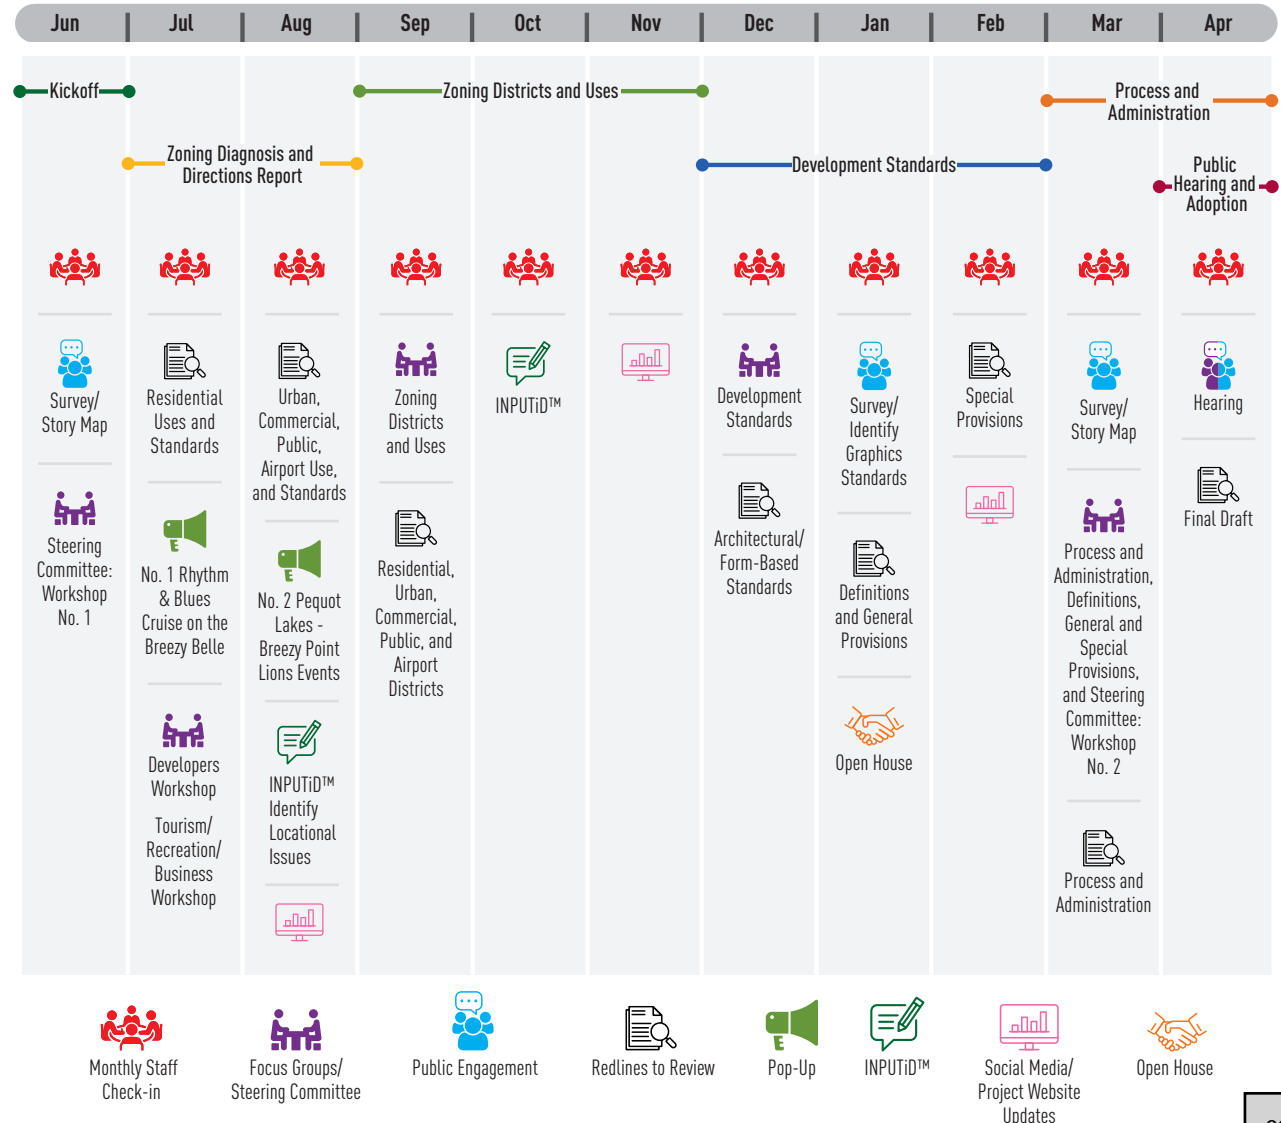 Jun Jul Aug Sep Oct Nov Dec Jan Feb Mar Apr
Kickoff
Zoning Districts and Uses
Process and
Administration
Zoning Diagnosis and
Directions Report
Development Standards
Public
Hearing and
Adoption
Survey/
Story Map
Steering
Committee:
Workshop
No. 1
Residential
Uses and
Standards
No. 1 Rhythm
& Blues
Cruise on the
Breezy Belle
Developers
Workshop
Tourism/
Recreation/
Business
Workshop
Urban,
Commercial,
Public,
Airport Use,
and Standards
No. 2 Pequot
Lakes -
Breezy Point
Lions Events
INPUTiD™
Identify
Locational
Issues
Zoning
Districts
and Uses
Residential,
Urban,
Commercial,
Public, and
Airport
Districts
INPUTiD™
Development
Standards
Architectural/
Form-Based
Standards
Survey/
Identify
Graphics
Standards
Definitions
and General
Provisions
Open House
Special
Provisions
Survey/
Story Map
Process and
Administration,
Definitions,
General and
Special
Provisions,
and Steering
Committee:
Workshop
No. 2
Process and
Administration
Hearing
Final Draft
Monthly Staff
Check-in
Focus Groups/
Steering Committee
Public Engagement
Redlines to Review
Pop-Up
INPUTiD™
Social Media/
Project Website
Updates
Open House